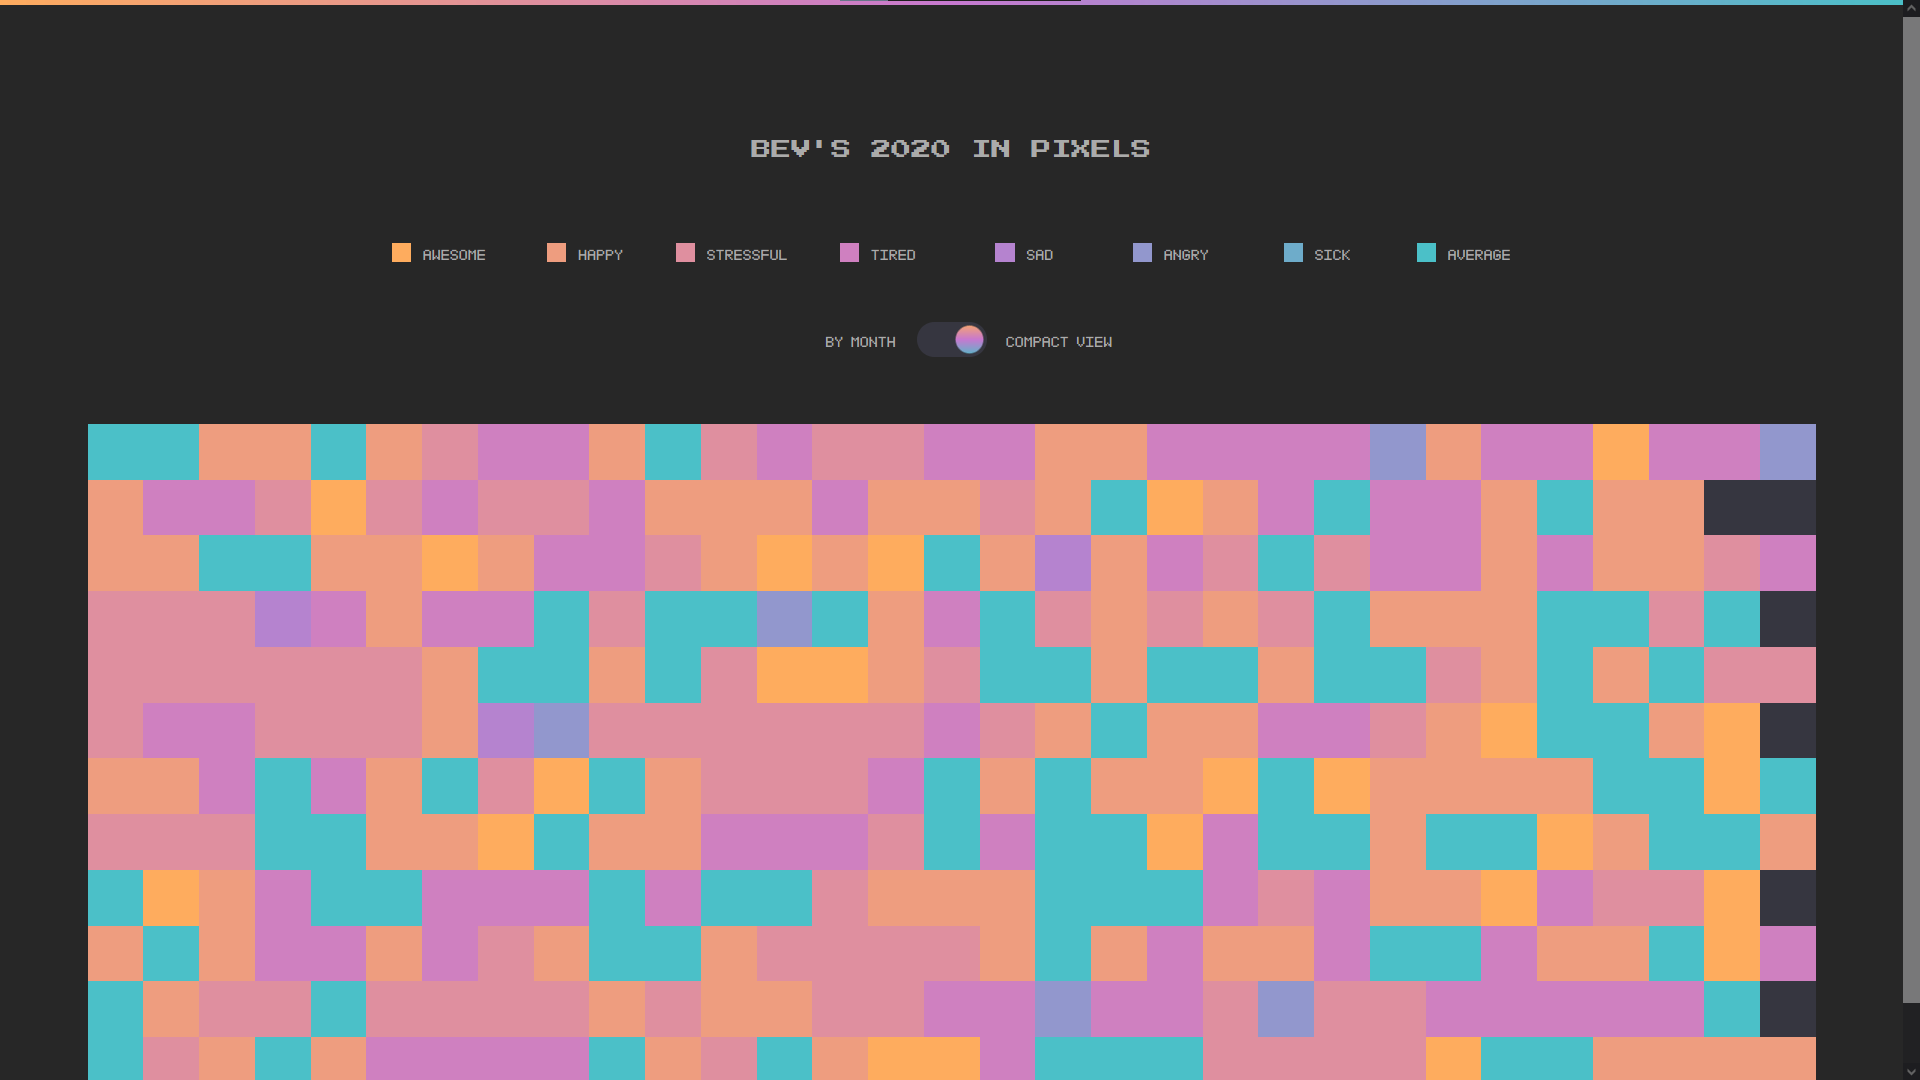 BEV'S 2020 IN PIXELS
AWESOME HAPPY STRESSFUL TIRED SAD ANGRY SICK AVERAGE
BY MONTH COMPACT VIEW